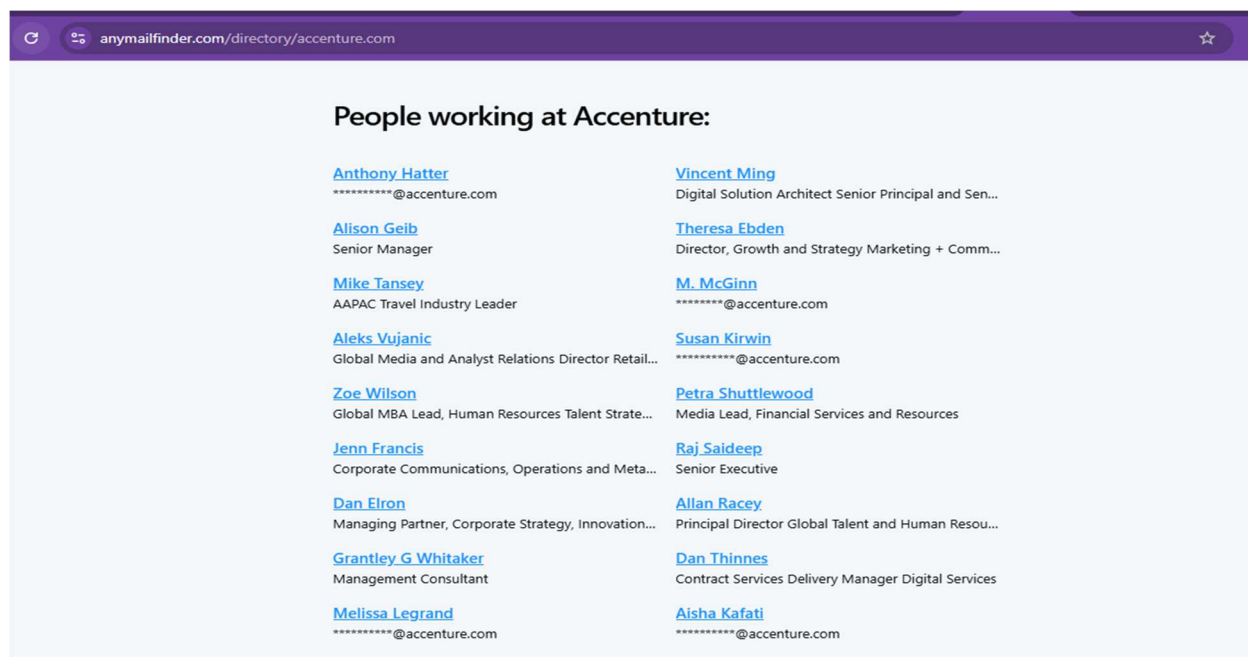 anymailfinder.com/directory/accenture.com
People working at Accenture:
Anthony Hatter
**********@accenture.com
Vincent Ming
Digital Solution Architect Senior Principal and Sen...
Alison Geib
Senior Manager
Theresa Ebden
Director, Growth and Strategy Marketing + Comm...
Mike Tansey
AAPAC Travel Industry Leader
M. McGinn
********@accenture.com
Aleks Vujanic
Global Media and Analyst Relations Director Retail...
Susan Kirwin
**********@accenture.com
Zoe Wilson
Global MBA Lead, Human Resources Talent Strate...
Petra Shuttlewood
Media Lead, Financial Services and Resources
Jenn Francis
Corporate Communications, Operations and Meta...
Raj Saideep
Senior Executive
Dan Elron
Managing Partner, Corporate Strategy, Innovation...
Allan Racey
Principal Director Global Talent and Human Resou...
Grantley G Whitaker
Management Consultant
Dan Thinnes
Contract Services Delivery Manager Digital Services
Melissa Legrand
**********@accenture.com
Aisha Kafati
**********@accenture.com